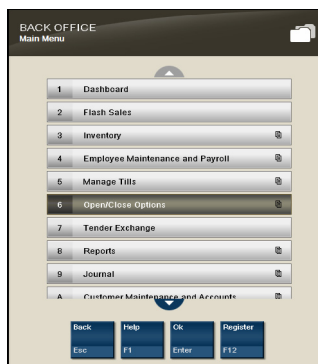 BACK OFFICE
Main Menu
1 Dashboard
2 Flash Sales
3 Inventory
4 Employee Maintenance and Payroll
5 Manage Tills
6 Open/Close Options
7 Tender Exchange
8 Reports
9 Journal
A Customer Maintenance and Accounts
Back Help Ok Register
Esc F1 Enter F12